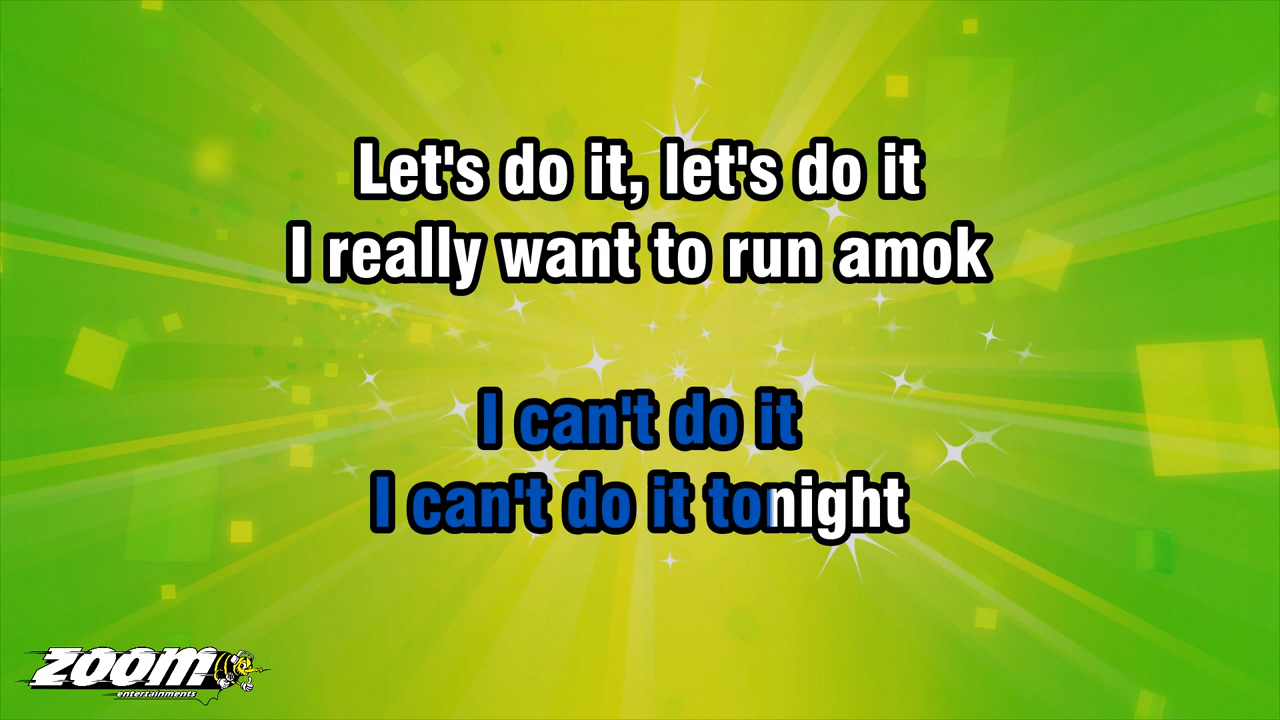 Let's do it, let's do it
I really want to run amok
I can't do it
I can't do it tonight
ZOOM
entertainments